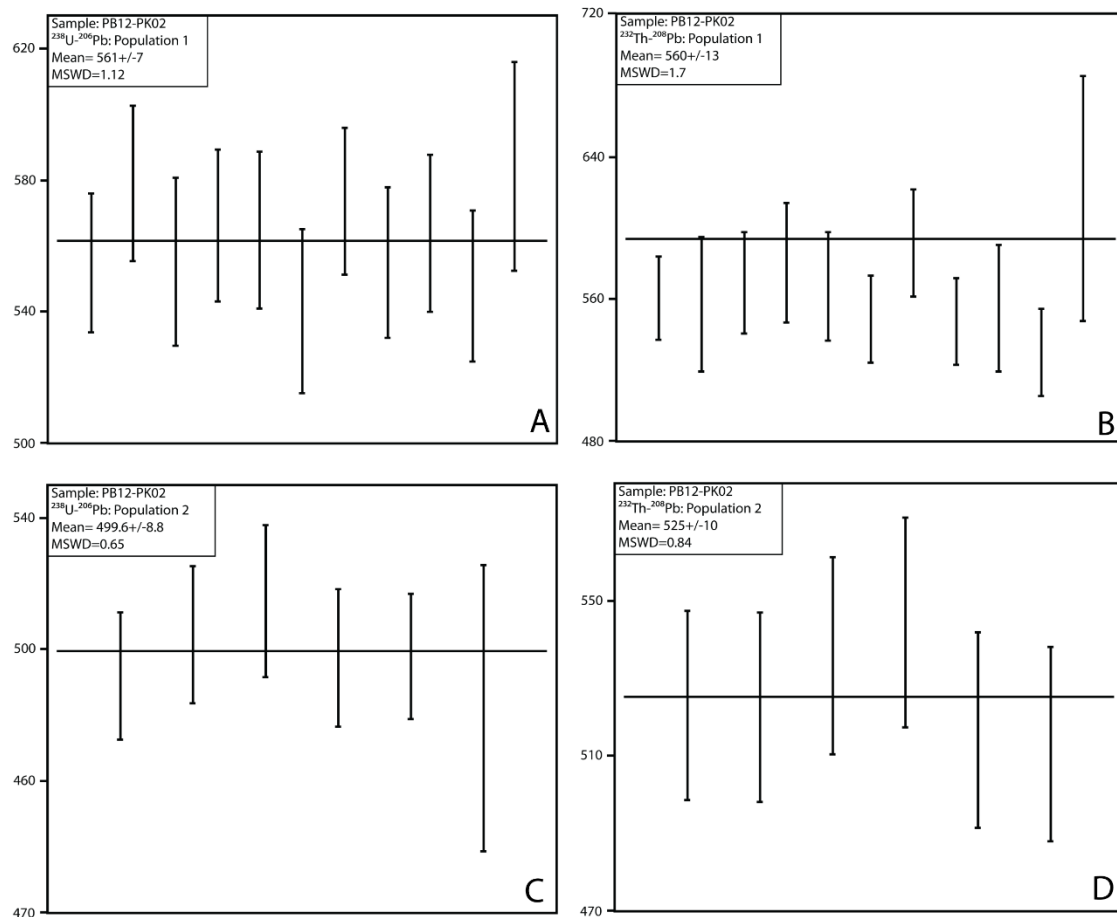 Sample: PB12-PK02
²³⁸U-²⁰⁶Pb: Population 1
Mean= 561+/-7
MSWD=1.12
620
580
540
500
A
Sample: PB12-PK02
²³²Th-²⁰⁸Pb: Population 1
Mean= 560+/-13
MSWD=1.7
720
640
560
480
B
Sample: PB12-PK02
²³⁸U-²⁰⁶Pb: Population 2
Mean= 499.6+/-8.8
MSWD=0.65
540
500
460
470
C
Sample: PB12-PK02
²³²Th-²⁰⁸Pb: Population 2
Mean= 525+/-10
MSWD=0.84
550
510
470
D